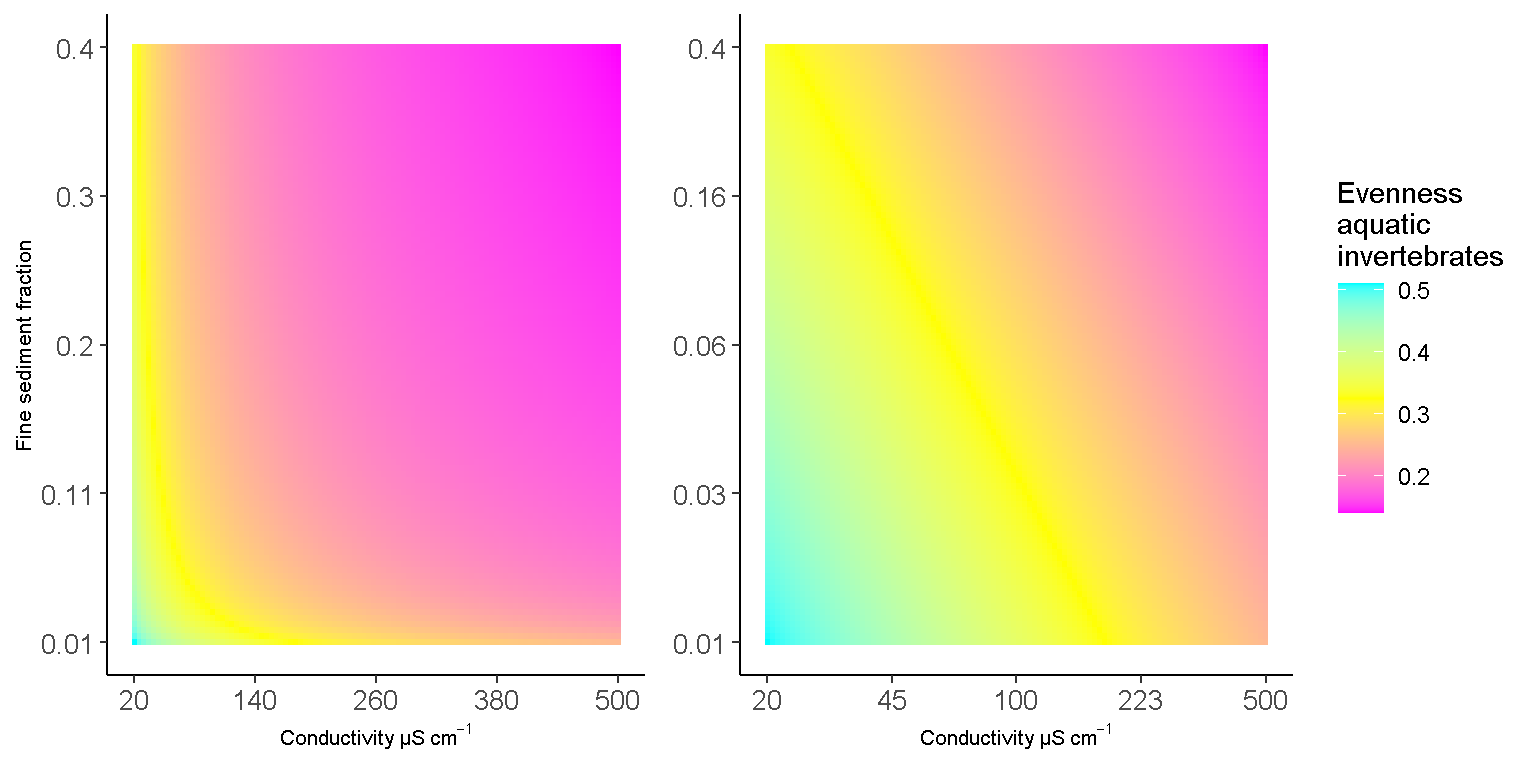 Fine sediment fraction
0.4
0.3
0.2
0.11
0.01
20 140 260 380 500
Conductivity µS cm⁻¹
0.4
0.16
0.06
0.03
0.01
20 45 100 223 500
Conductivity µS cm⁻¹
Evenness
aquatic
invertebrates
0.5
0.4
0.3
0.2